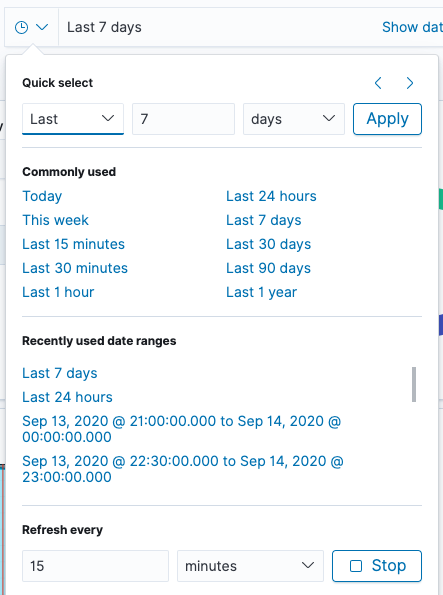 Last 7 days Show dat
Quick select
Last 7 days Apply
Commonly used
Today Last 24 hours
This week Last 7 days
Last 15 minutes Last 30 days
Last 30 minutes Last 90 days
Last 1 hour Last 1 year
Recently used date ranges
Last 7 days
Last 24 hours
Sep 13, 2020 @ 21:00:00.000 to Sep 14, 2020 @
00:00:00.000
Sep 13, 2020 @ 22:30:00.000 to Sep 14, 2020 @
23:00:00.000
Refresh every
15 minutes Stop